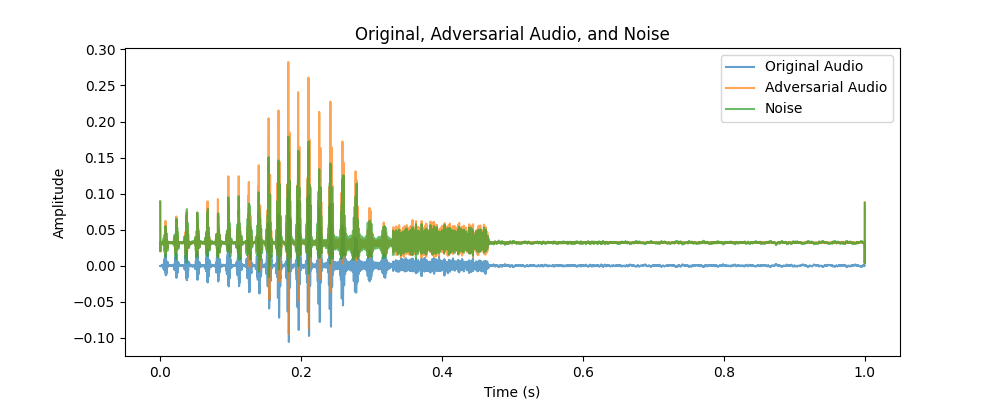 Original, Adversarial Audio, and Noise
Original Audio
Adversarial Audio
Noise
Amplitude
0.30
0.25
0.20
0.15
0.10
0.05
0.00
−0.05
−0.10
0.0 0.2 0.4 0.6 0.8 1.0
Time (s)